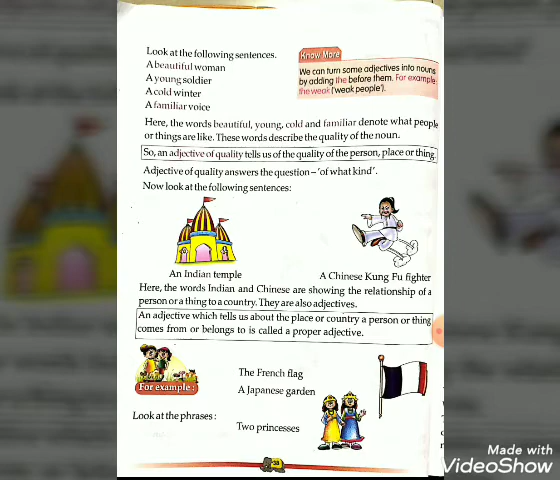 Look at the following sentences.
A beautiful woman
A young soldier
A cold winter
A familiar voice
Know More
We can turn some adjectives into nouns
by adding the before them. For example:
the weak ('weak people').
Here, the words beautiful, young, cold and familiar denote what people
or things are like. These words describe the quality of the noun.
So, an adjective of quality tells us of the quality of the person, place or thing.
Adjective of quality answers the question – 'of what kind'.
Now look at the following sentences:
An Indian temple
A Chinese Kung Fu fighter
Here, the words Indian and Chinese are showing the relationship of a
person or a thing to a country. They are also adjectives.
An adjective which tells us about the place or country a person or thing
comes from or belongs to is called a proper adjective.
For example :
The French flag
A Japanese garden
Look at the phrases :
Two princesses
38
Made with
VideoShow